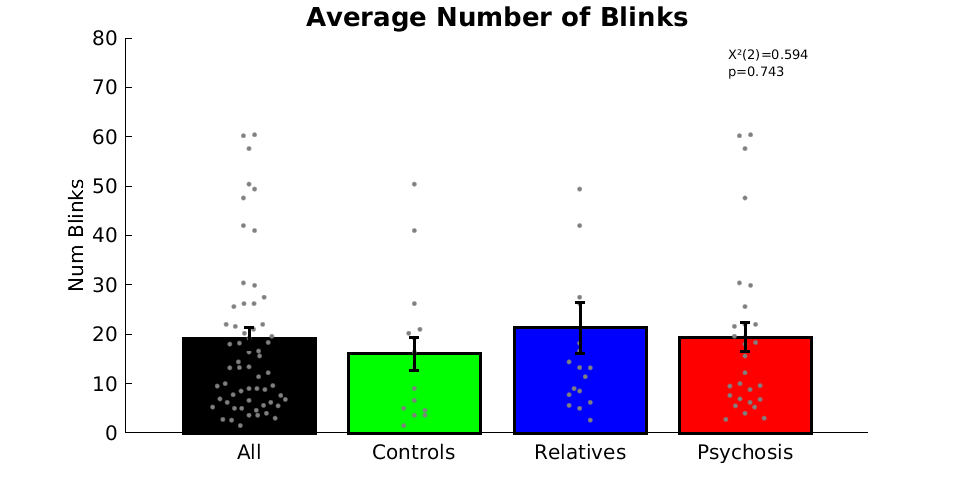 Average Number of Blinks
X²(2)=0.594
p=0.743
Num Blinks
80
70
60
50
40
30
20
10
0
All Controls Relatives Psychosis